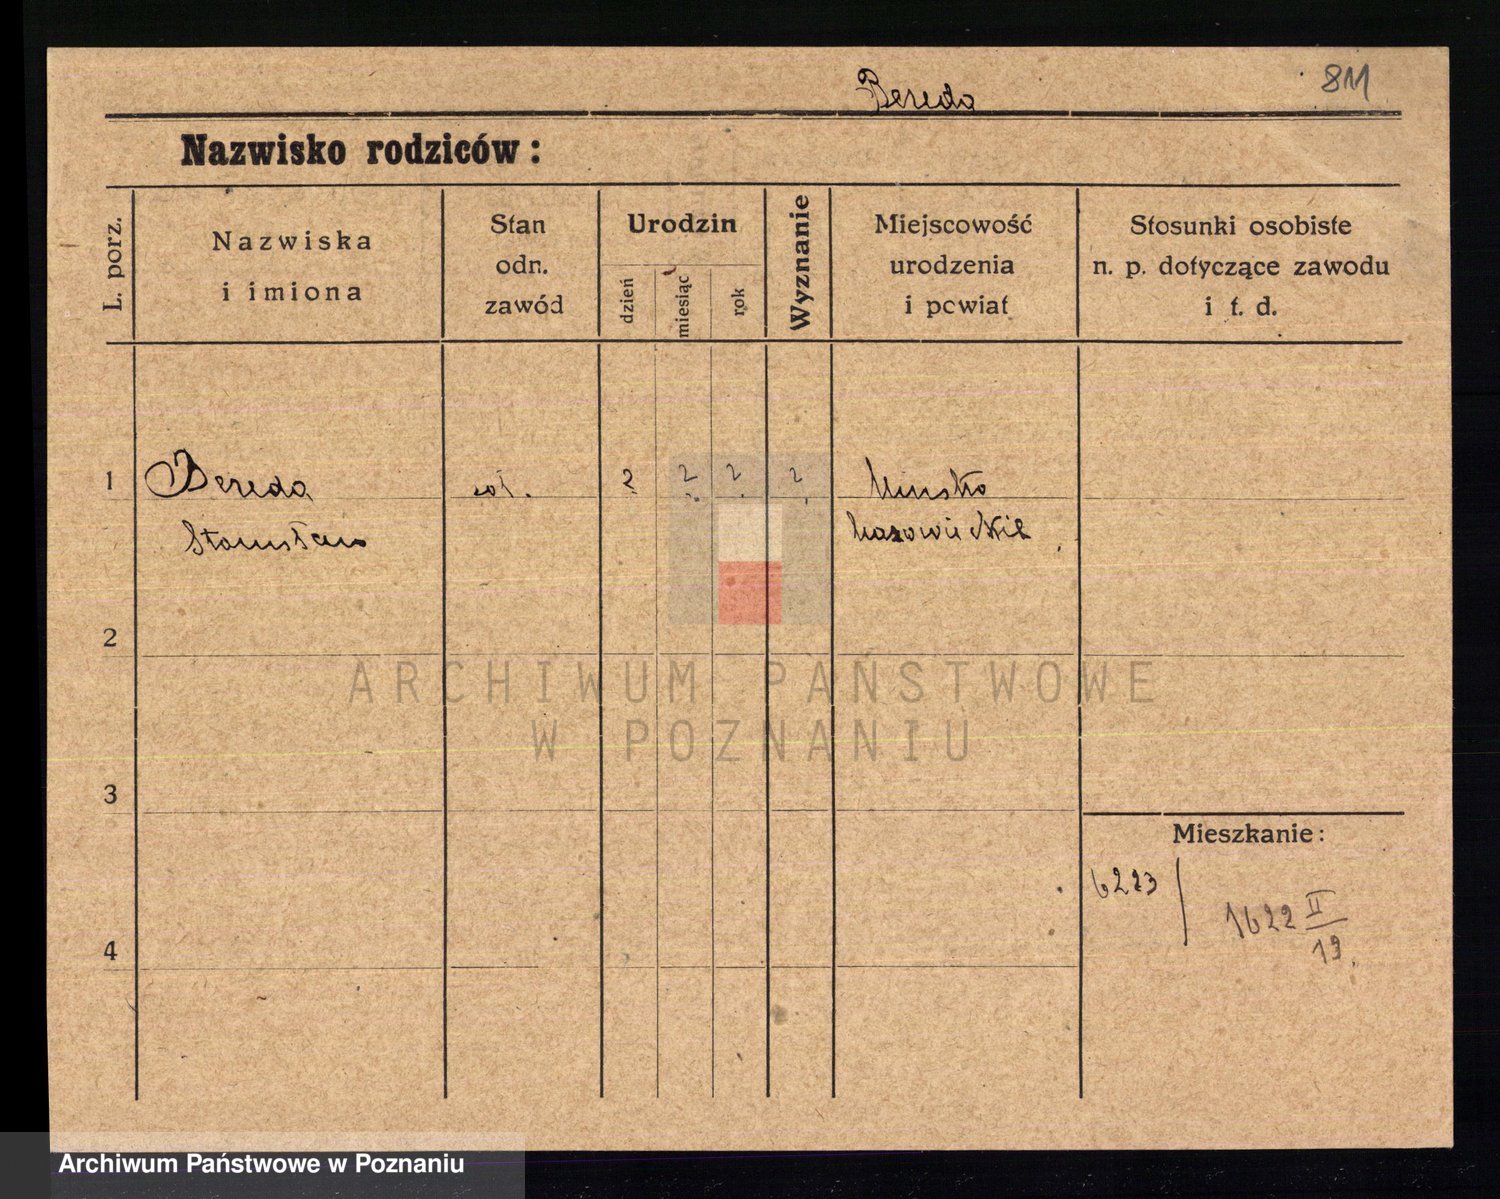 Bereda
811
Nazwisko rodziców:
L. porz.
Nazwiska
i imiona
Stan
odn.
zawód
Urodzin
dzień
miesiąc
rok
Wyznanie
Miejscowość
urodzenia
i powiat
Stosunki osobiste
n. p. dotyczące zawodu
i t. d.
1
Bereda
? ? ? ?
Stanisław
2
ARCHIWUM PAŃSTWOWE
W POZNANIU
3
Mieszkanie:
6223
1622 II
19.
4
Archiwum Państwowe w Poznaniu